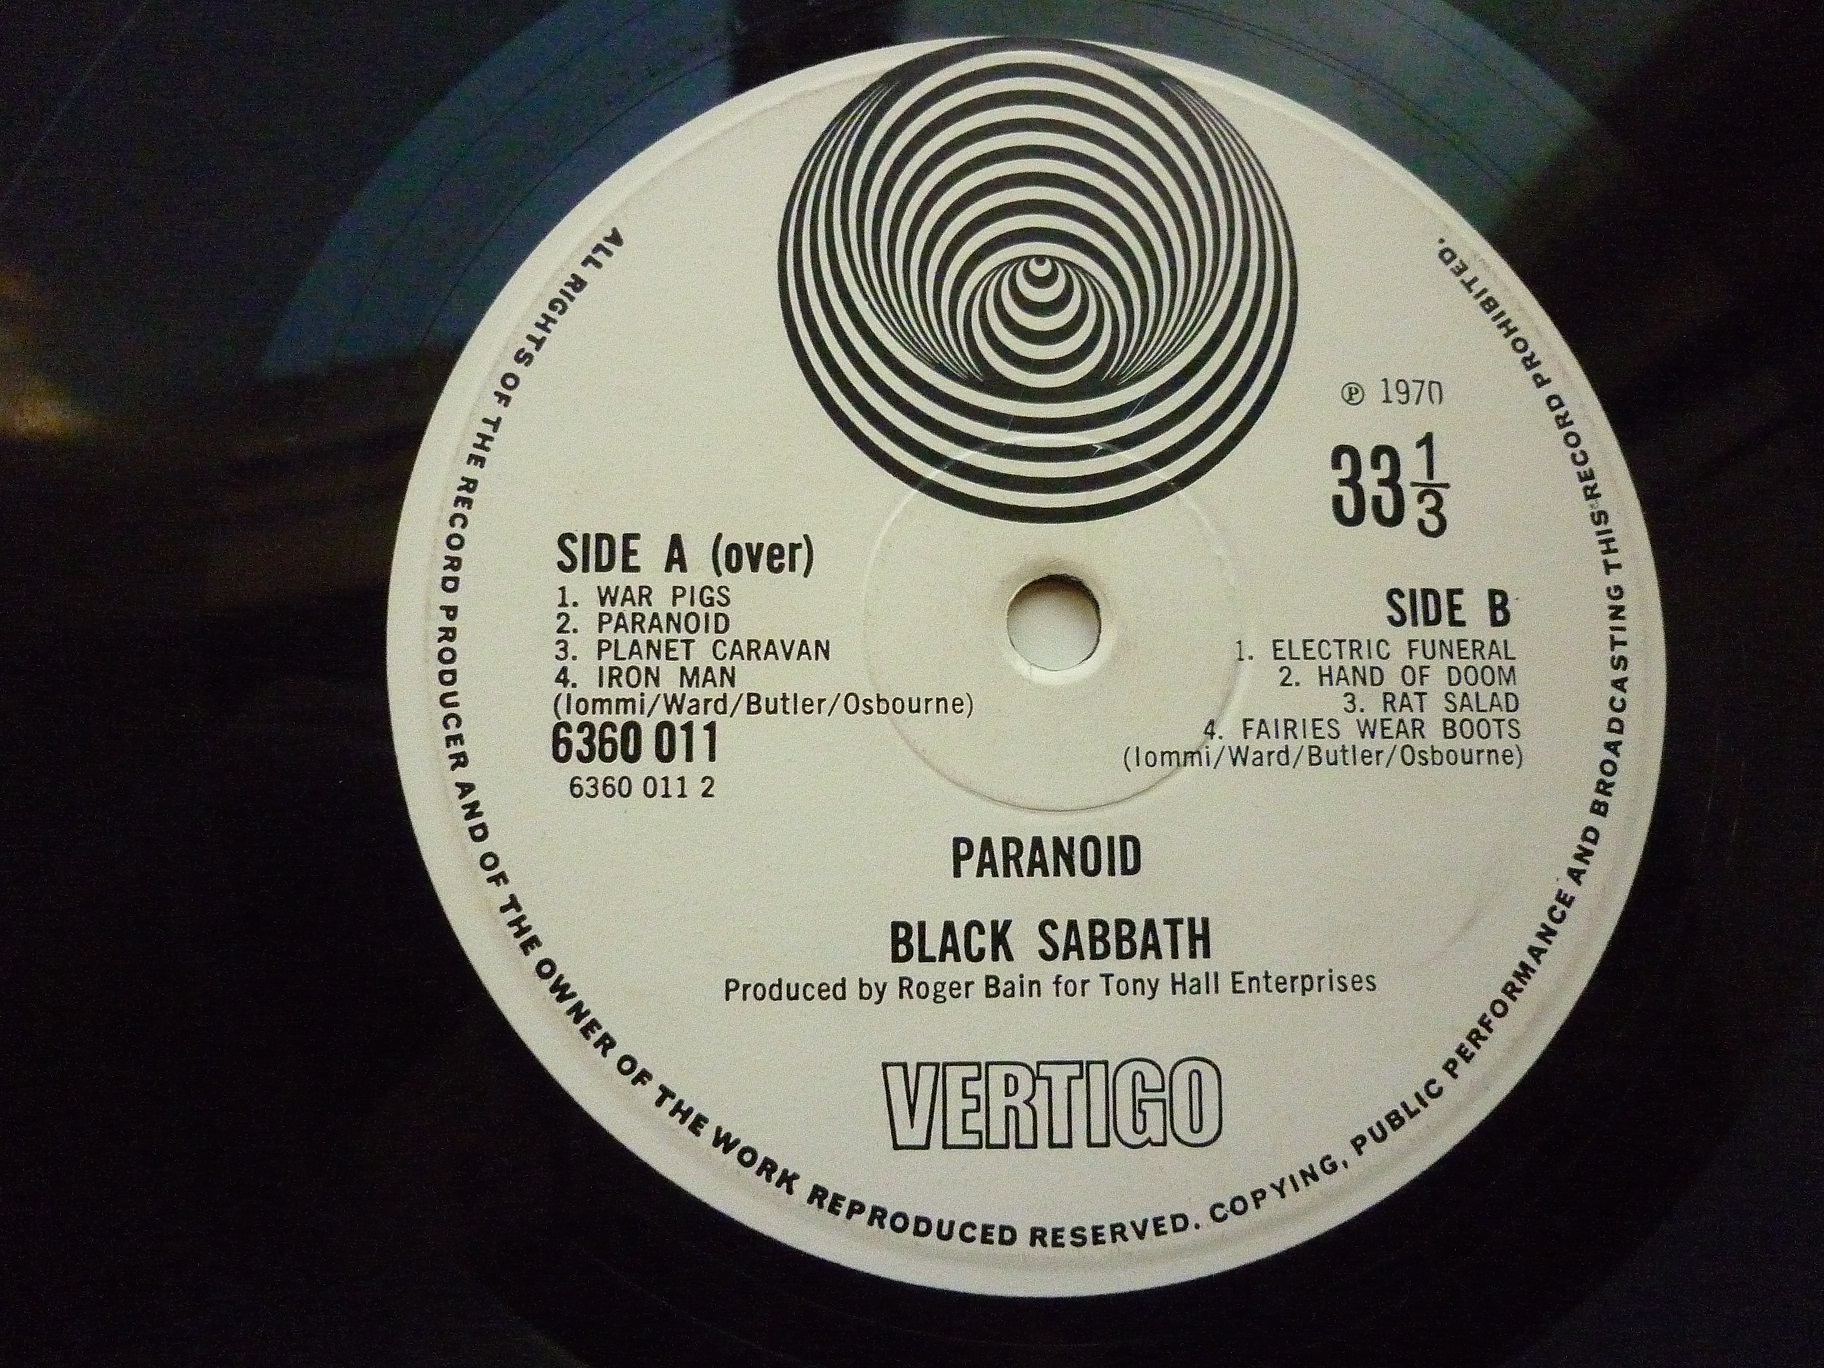 ALL RIGHTS OF THE RECORD PRODUCER AND OF THE OWNER OF THE WORK REPRODUCED RESERVED. COPYING, PUBLIC PERFORMANCE AND BROADCASTING THIS RECORD PROHIBITED.
℗ 1970
33 1/3
SIDE A (over)
1. WAR PIGS
2. PARANOID
3. PLANET CARAVAN
4. IRON MAN
(Iommi/Ward/Butler/Osbourne)
6360 011
6360 011 2
SIDE B
1. ELECTRIC FUNERAL
2. HAND OF DOOM
3. RAT SALAD
4. FAIRIES WEAR BOOTS
(Iommi/Ward/Butler/Osbourne)
PARANOID
BLACK SABBATH
Produced by Roger Bain for Tony Hall Enterprises
VERTIGO